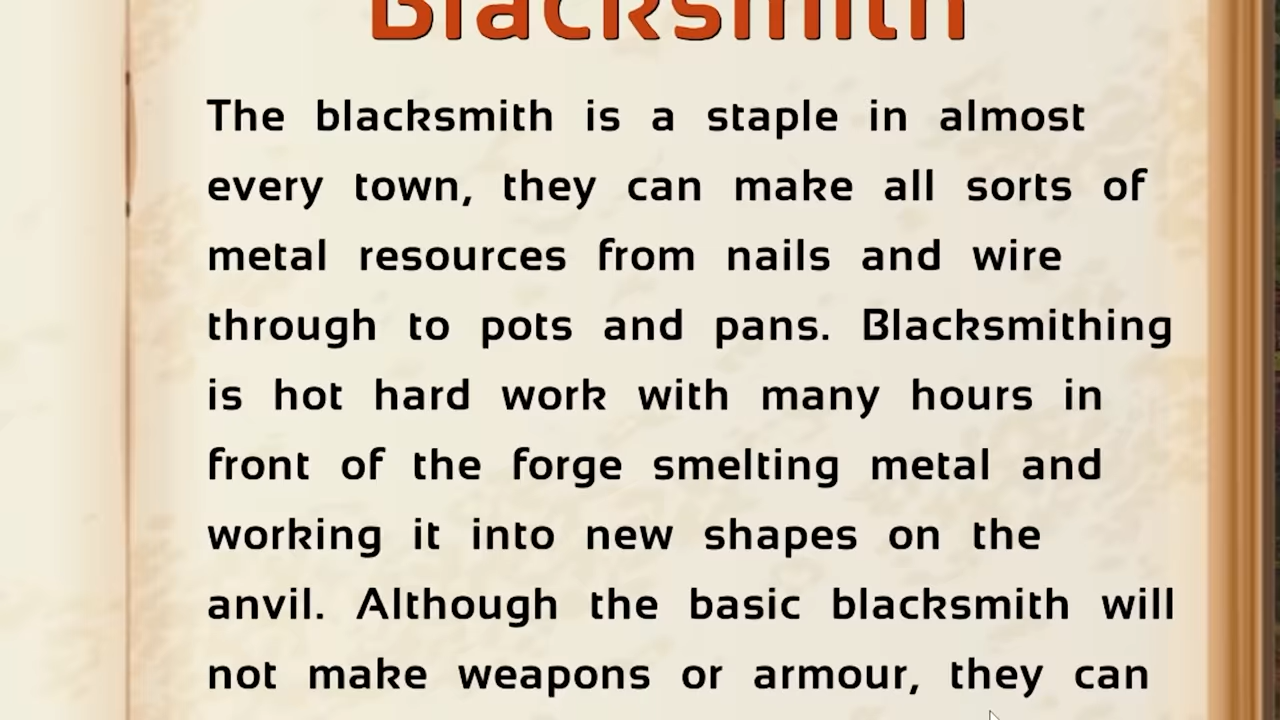 Blacksmith
The blacksmith is a staple in almost
every town, they can make all sorts of
metal resources from nails and wire
through to pots and pans. Blacksmithing
is hot hard work with many hours in
front of the forge smelting metal and
working it into new shapes on the
anvil. Although the basic blacksmith will
not make weapons or armour, they can